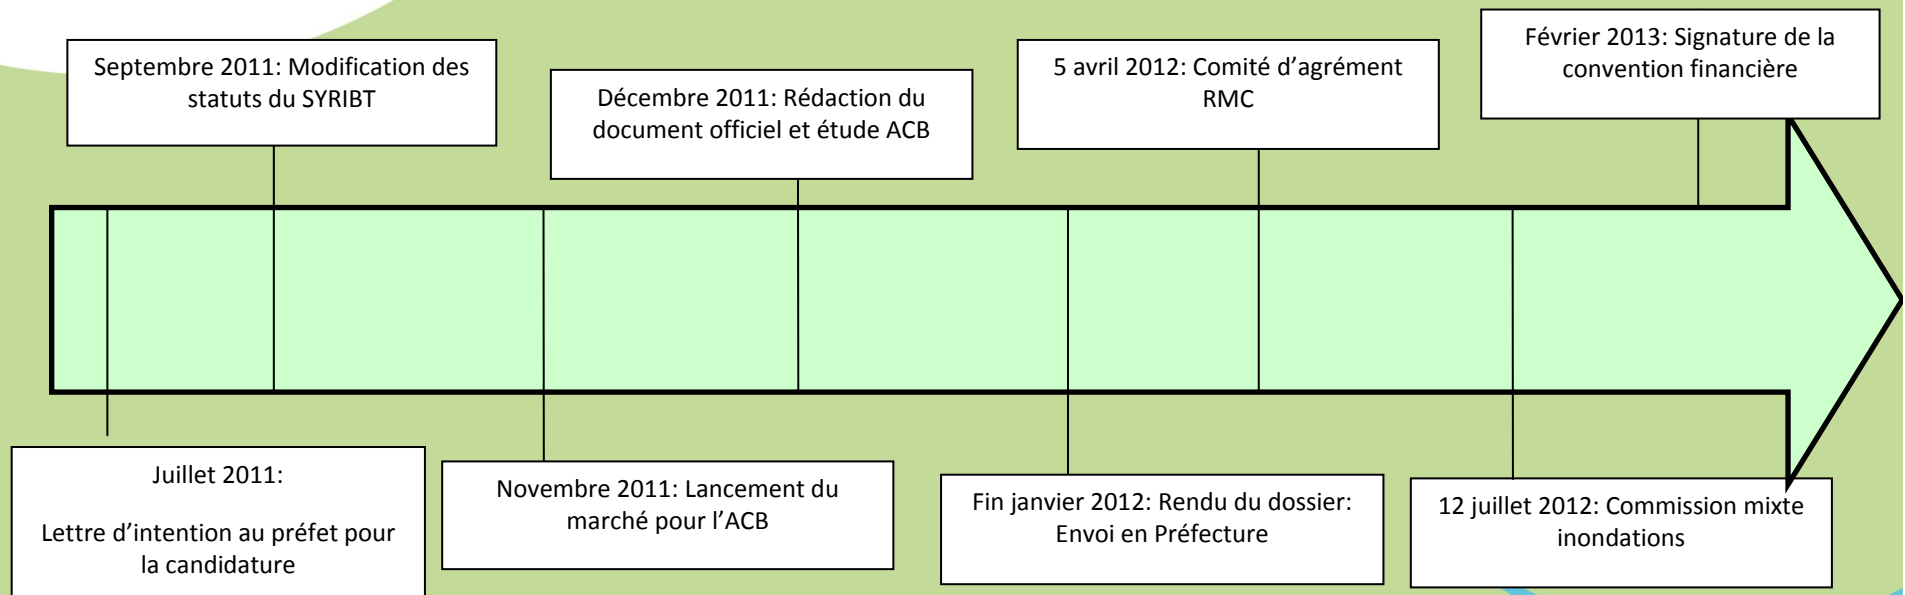 Septembre 2011: Modification des
statuts du SYRIBT
Décembre 2011: Rédaction du
document officiel et étude ACB
5 avril 2012: Comité d’agrément
RMC
Février 2013: Signature de la
convention financière
Juillet 2011:
Lettre d’intention au préfet pour
la candidature
Novembre 2011: Lancement du
marché pour l’ACB
Fin janvier 2012: Rendu du dossier:
Envoi en Préfecture
12 juillet 2012: Commission mixte
inondations